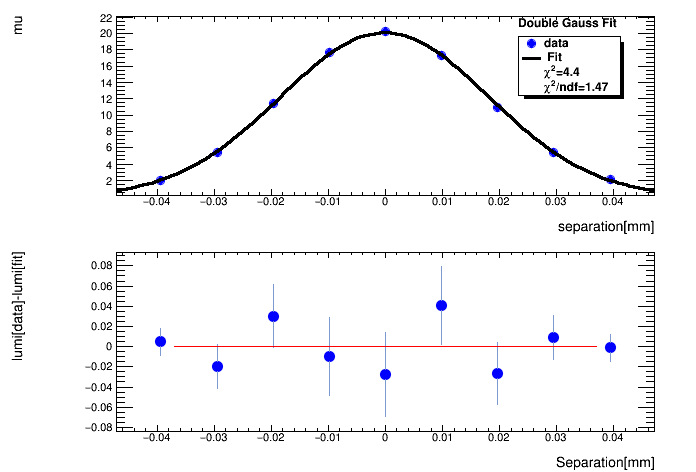 mu
Double Gauss Fit
data
Fit
χ²=4.4
χ²/ndf=1.47
22
20
18
16
14
12
10
8
6
4
2
−0.04 −0.03 −0.02 −0.01 0 0.01 0.02 0.03 0.04
separation[mm]
lumi[data]-lumi[fit]
0.08
0.06
0.04
0.02
0
−0.02
−0.04
−0.06
−0.08
−0.04 −0.03 −0.02 −0.01 0 0.01 0.02 0.03 0.04
Separation[mm]